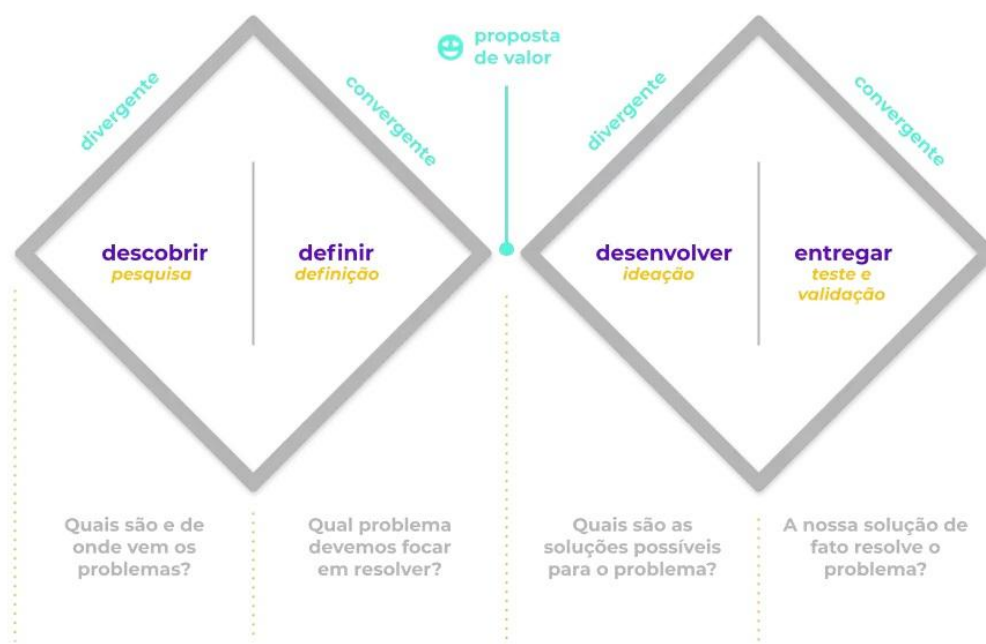 proposta
de valor
divergente
convergente
divergente
convergente
descobrir
pesquisa
definir
definição
desenvolver
ideação
entregar
teste e
validação
Quais são e de
onde vem os
problemas?
Qual problema
devemos focar
em resolver?
Quais são as
soluções possíveis
para o problema?
A nossa solução de
fato resolve o
problema?